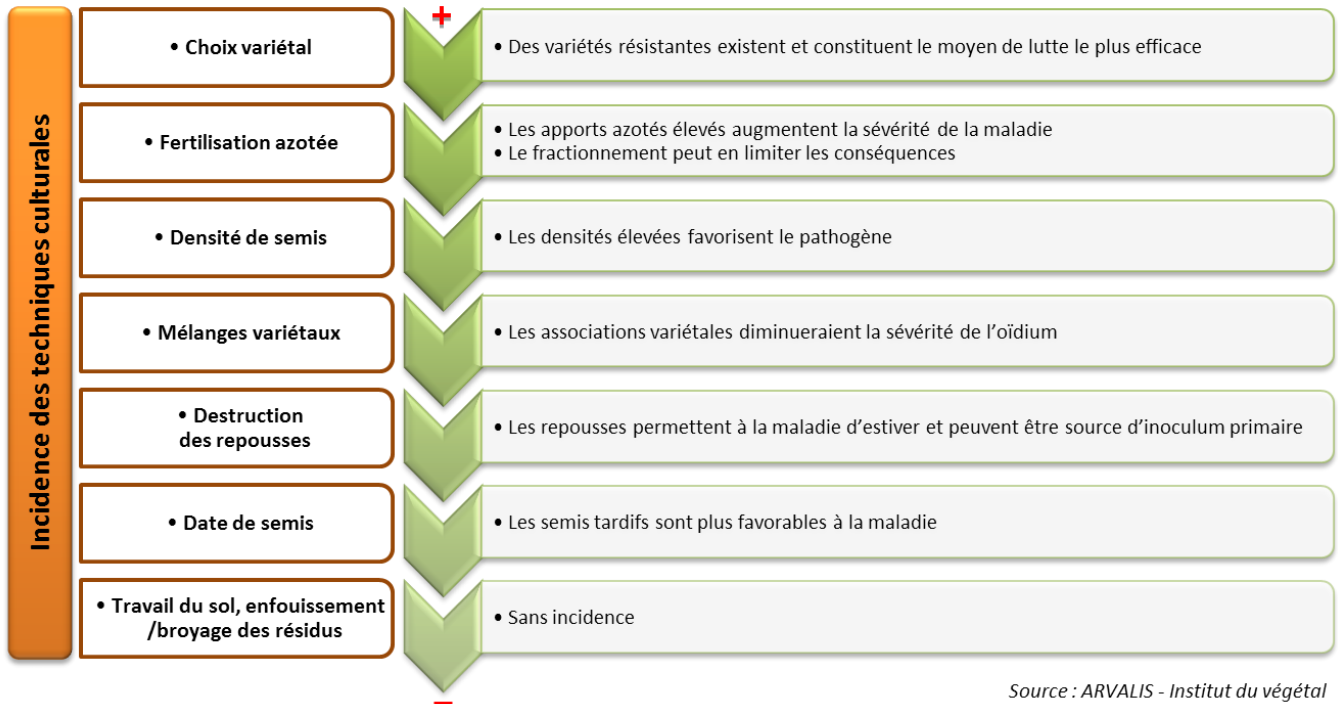 Incidence des techniques culturales
+
• Choix variétal
• Des variétés résistantes existent et constituent le moyen de lutte le plus efficace
• Fertilisation azotée
• Les apports azotés élevés augmentent la sévérité de la maladie
• Le fractionnement peut en limiter les conséquences
• Densité de semis
• Les densités élevées favorisent le pathogène
• Mélanges variétaux
• Les associations variétales diminueraient la sévérité de l’oïdium
• Destruction
des repousses
• Les repousses permettent à la maladie d’estiver et peuvent être source d’inoculum primaire
• Date de semis
• Les semis tardifs sont plus favorables à la maladie
• Travail du sol, enfouissement
/broyage des résidus
• Sans incidence
–
Source : ARVALIS - Institut du végétal